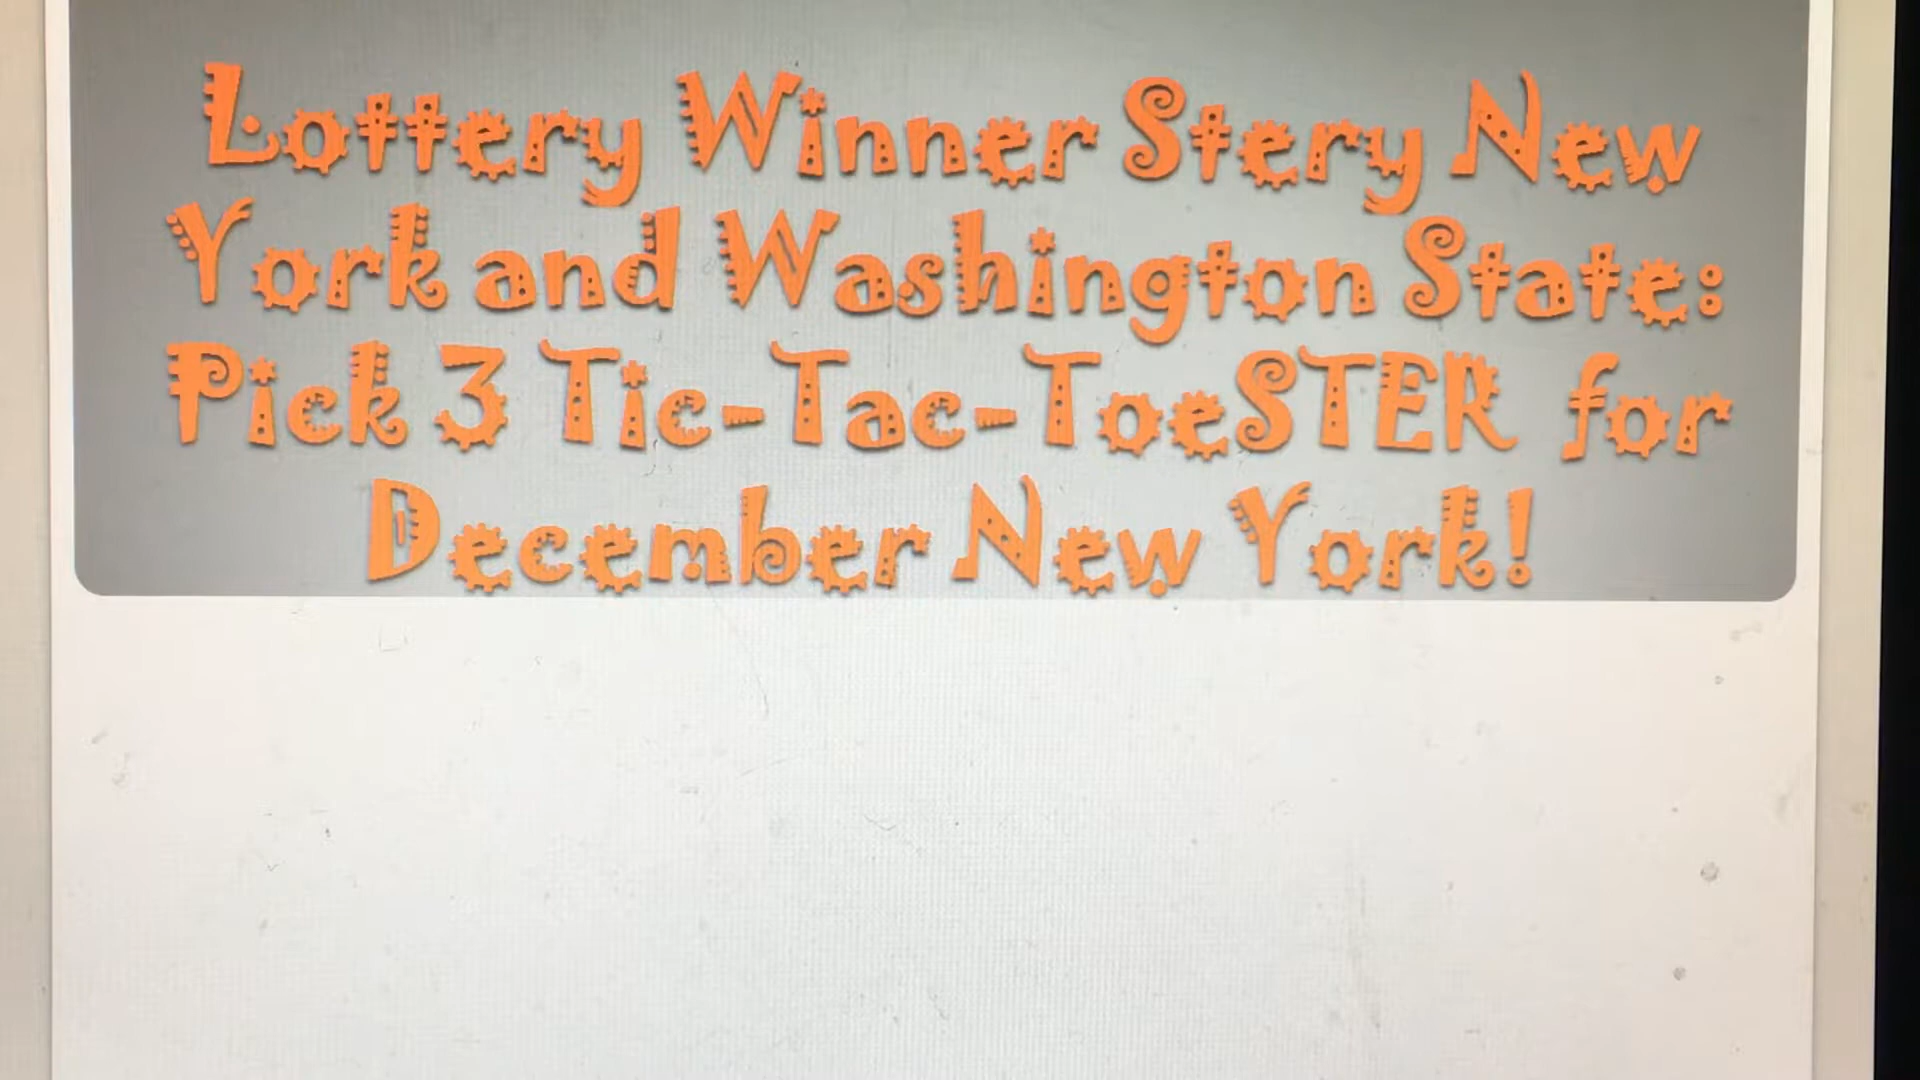 Lottery Winner Stery New
York and Washington State:
Pick 3 Tic-Tac-ToeSTER for
December New York!